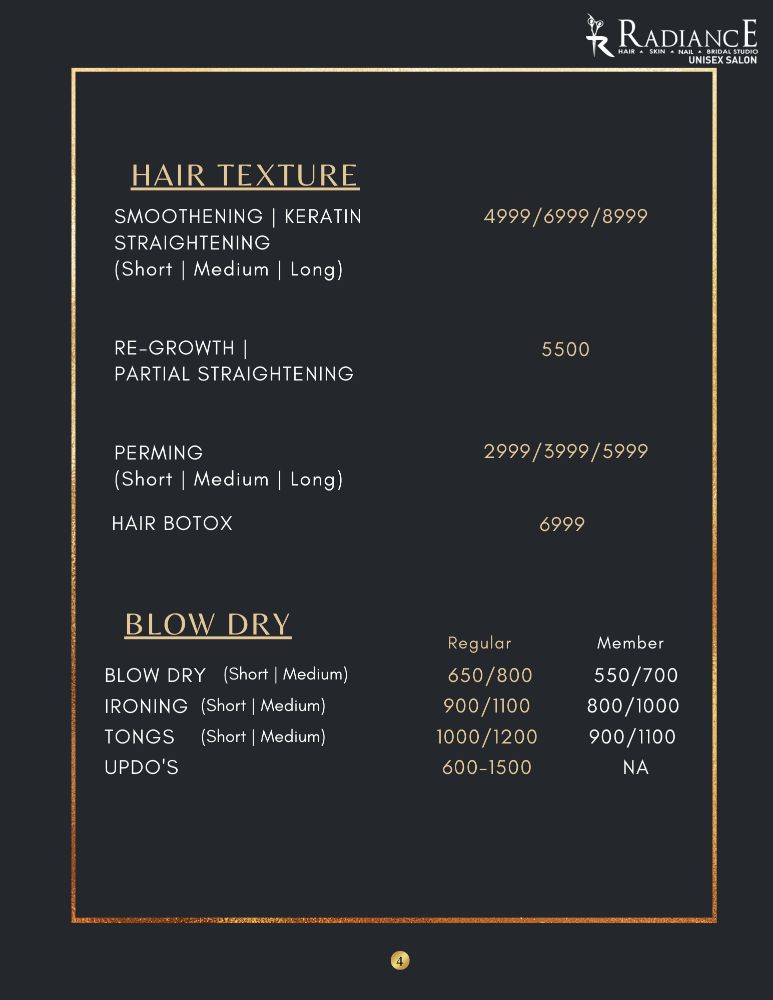 RADIANCE
HAIR • SKIN • NAIL • BRIDAL STUDIO
UNISEX SALON
HAIR TEXTURE
SMOOTHENING | KERATIN 4999/6999/8999
STRAIGHTENING
(Short | Medium | Long)
RE-GROWTH | 5500
PARTIAL STRAIGHTENING
PERMING 2999/3999/5999
(Short | Medium | Long)
HAIR BOTOX 6999
BLOW DRY
Regular Member
BLOW DRY (Short | Medium) 650/800 550/700
IRONING (Short | Medium) 900/1100 800/1000
TONGS (Short | Medium) 1000/1200 900/1100
UPDO'S 600-1500 NA
4